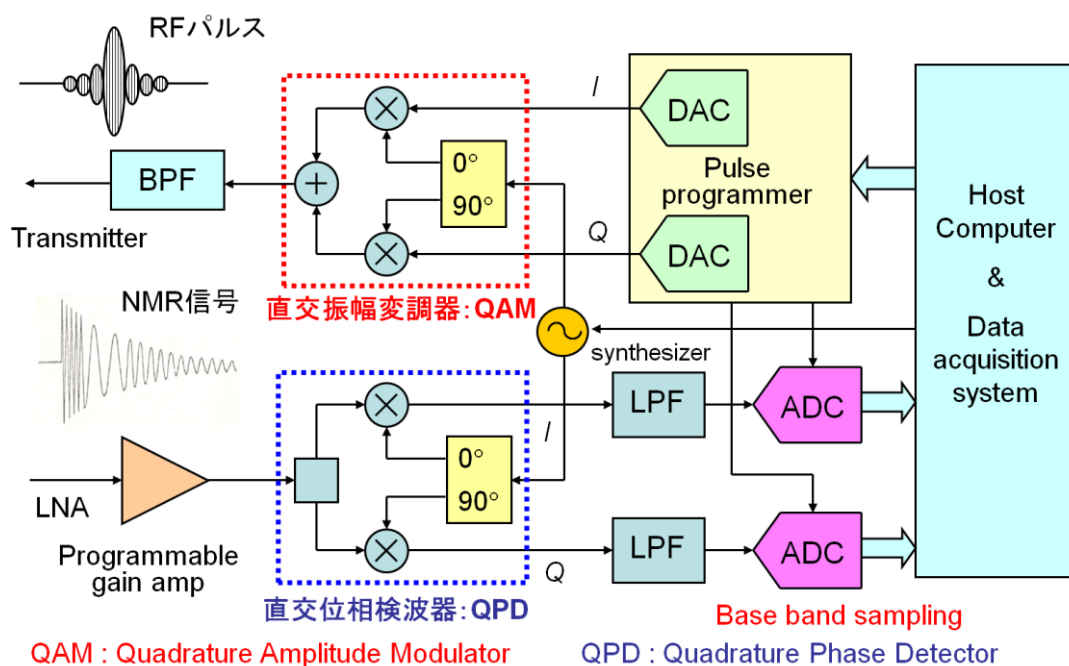 RFパルス
BPF
Transmitter
I
Q
0°
90°
DAC
Pulse
programmer
DAC
直交振幅変調器:QAM
Host
Computer
&
Data
acquisition
system
synthesizer
NMR信号
LNA
Programmable
gain amp
0°
90°
I
Q
LPF
ADC
LPF
ADC
直交位相検波器:QPD
Base band sampling
QAM : Quadrature Amplitude Modulator
QPD : Quadrature Phase Detector